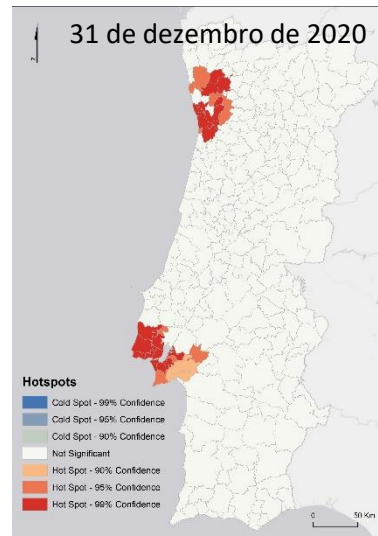 31 de dezembro de 2020
z
Hotspots
Cold Spot - 99% Confidence
Cold Spot - 95% Confidence
Cold Spot - 90% Confidence
Not Significant
Hot Spot - 90% Confidence
Hot Spot - 95% Confidence
Hot Spot - 99% Confidence
0 50 Km